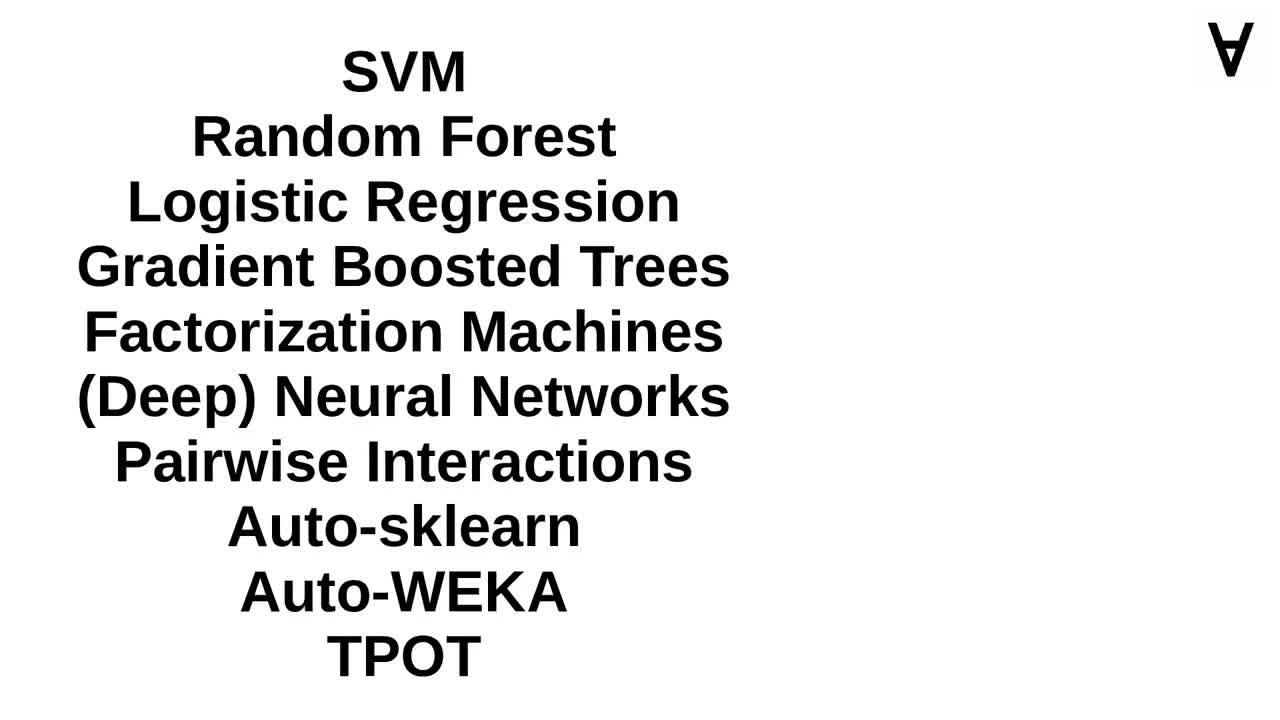 SVM
Random Forest
Logistic Regression
Gradient Boosted Trees
Factorization Machines
(Deep) Neural Networks
Pairwise Interactions
Auto-sklearn
Auto-WEKA
TPOT
∀